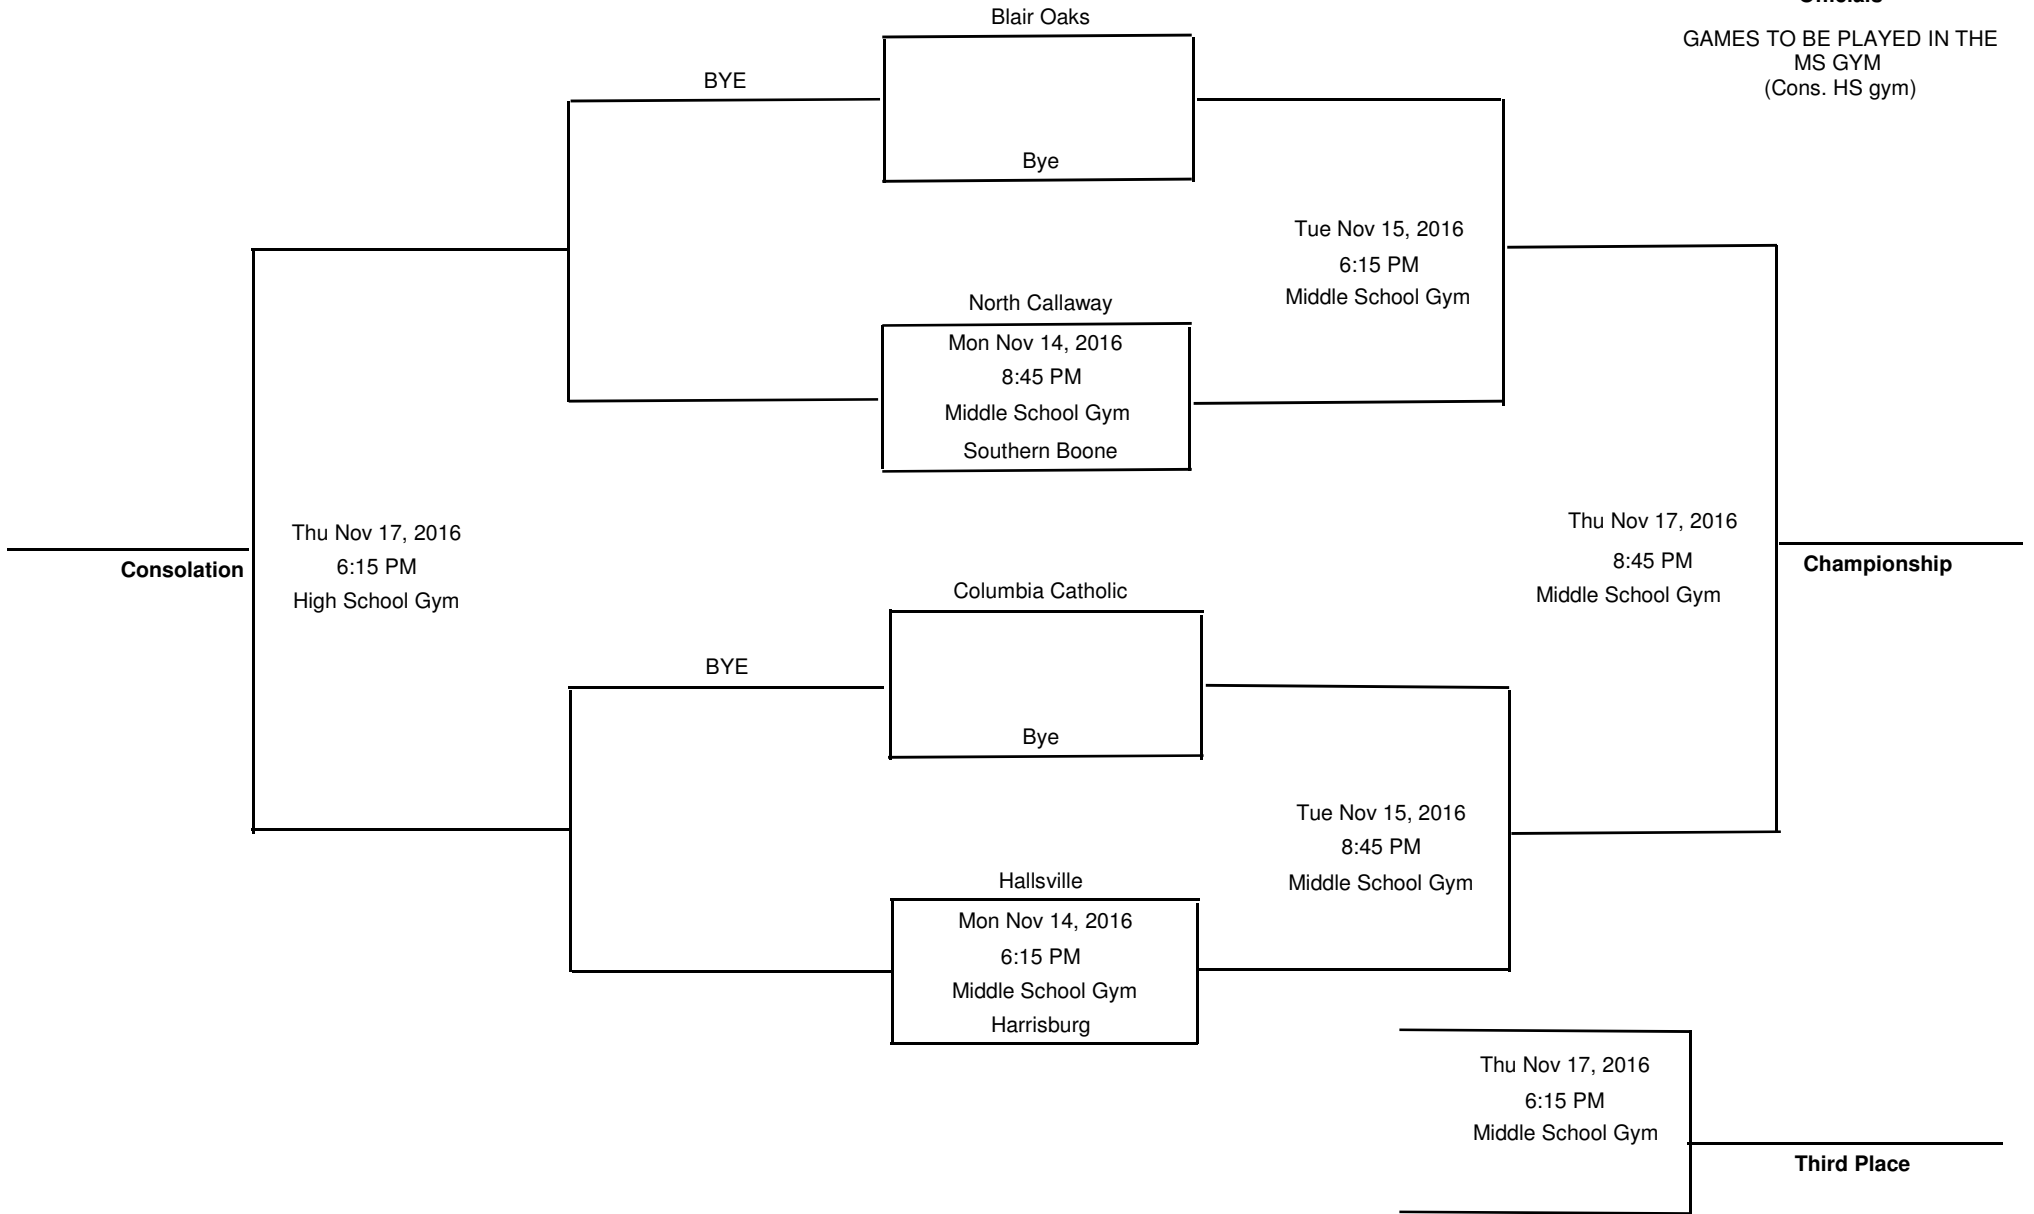 Officials
GAMES TO BE PLAYED IN THE
MS GYM
(Cons. HS gym)
Blair Oaks
BYE
Bye
Tue Nov 15, 2016
6:15 PM
Middle School Gym
North Callaway
Mon Nov 14, 2016
8:45 PM
Middle School Gym
Southern Boone
Thu Nov 17, 2016
6:15 PM
High School Gym
Consolation
Thu Nov 17, 2016
8:45 PM
Middle School Gym
Championship
Columbia Catholic
BYE
Bye
Tue Nov 15, 2016
8:45 PM
Middle School Gym
Hallsville
Mon Nov 14, 2016
6:15 PM
Middle School Gym
Harrisburg
Thu Nov 17, 2016
6:15 PM
Middle School Gym
Third Place